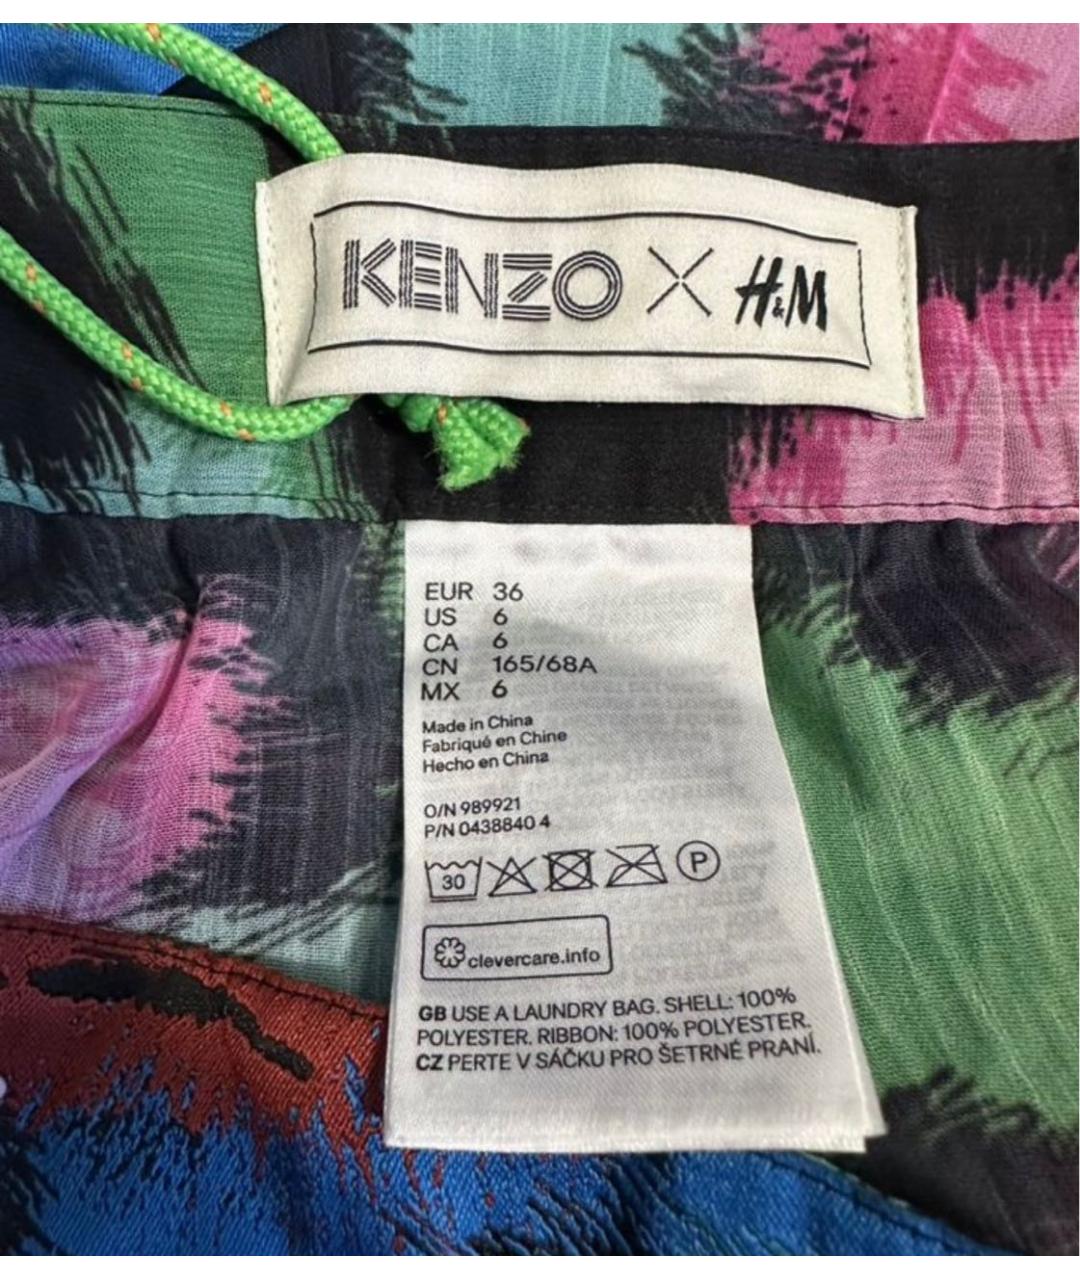 KENZO X H&M
EUR 36
US 6
CA 6
CN 165/68A
MX 6
Made in China
Fabriqué en Chine
Hecho en China
O/N 989921
P/N 0438840 4
30 P
clevercare.info
GB USE A LAUNDRY BAG. SHELL: 100%
POLYESTER. RIBBON: 100% POLYESTER.
CZ PERTE V SÁČKU PRO ŠETRNÉ PRANÍ.